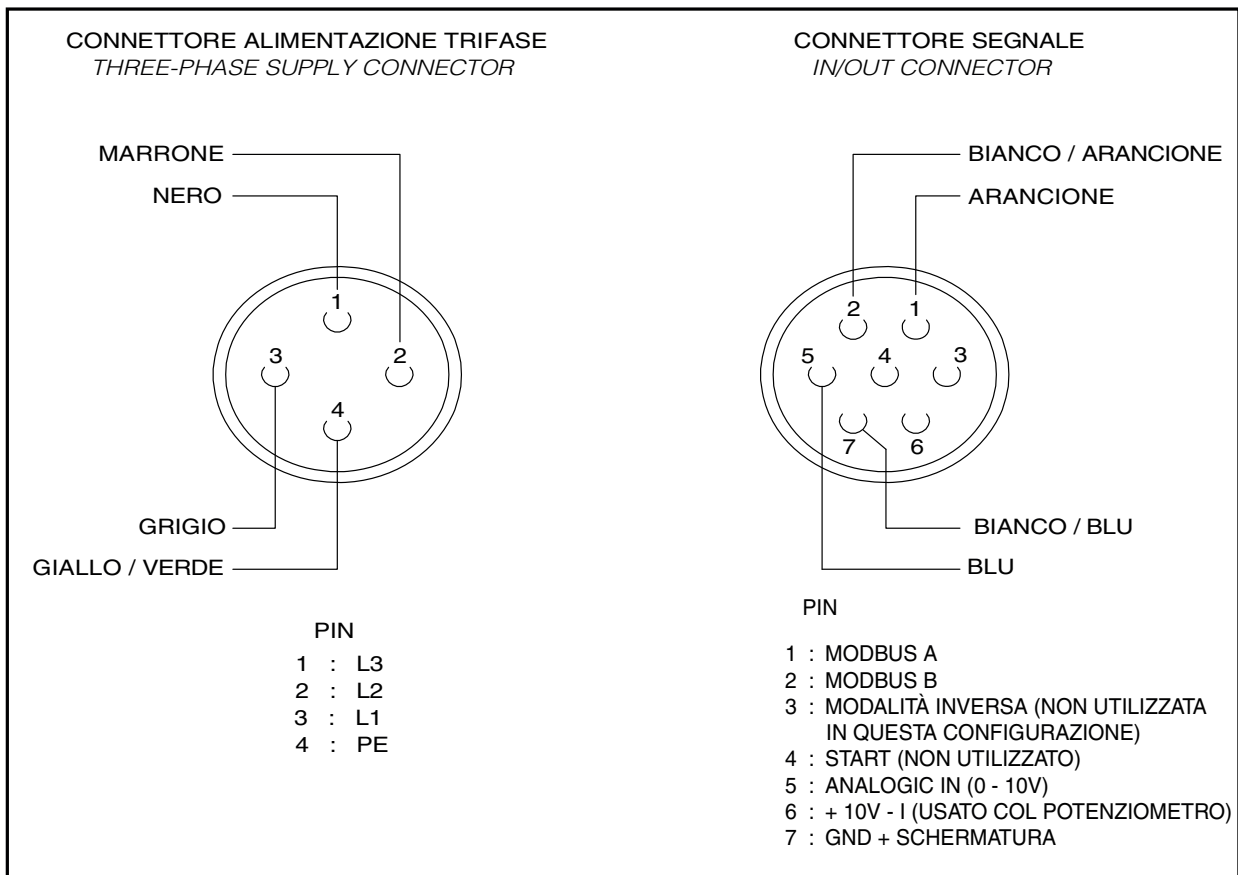 CONNETTORE ALIMENTAZIONE TRIFASE
THREE-PHASE SUPPLY CONNECTOR
MARRONE
NERO
1
3
2
4
GRIGIO
GIALLO / VERDE
PIN
1 : L3
2 : L2
3 : L1
4 : PE
CONNETTORE SEGNALE
IN/OUT CONNECTOR
BIANCO / ARANCIONE
ARANCIONE
2
1
5
4
3
7
6
BIANCO / BLU
BLU
PIN
1 : MODBUS A
2 : MODBUS B
3 : MODALITÀ INVERSA (NON UTILIZZATA
IN QUESTA CONFIGURAZIONE)
4 : START (NON UTILIZZATO)
5 : ANALOGIC IN (0 - 10V)
6 : + 10V - I (USATO COL POTENZIOMETRO)
7 : GND + SCHERMATURA